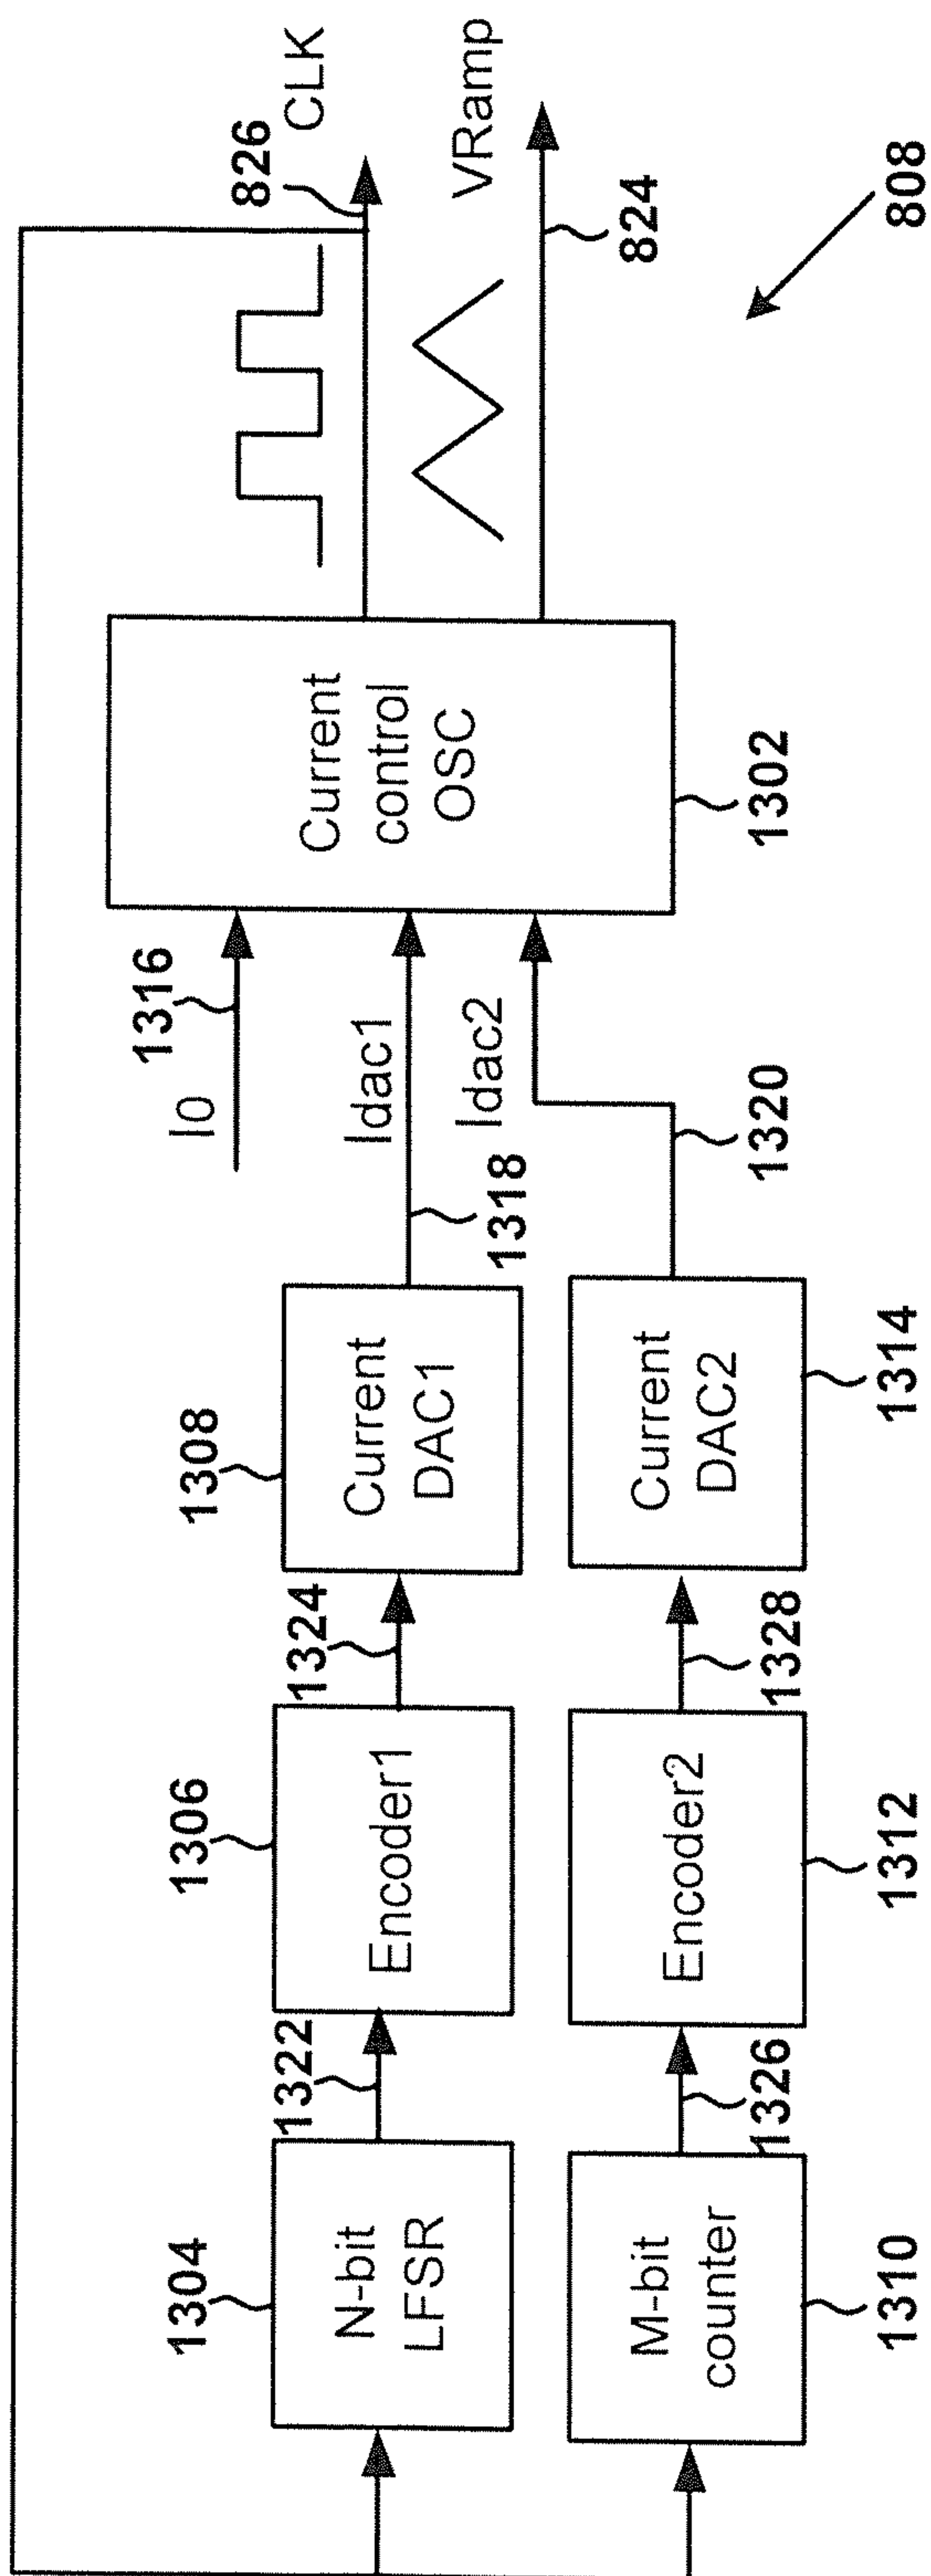 CLK
826
VRamp
824
808
1316
I0
Current
control
OSC
1302
Idac1
1318
Idac2
1320
1308
Current
DAC1
Current
DAC2
1314
1324
1328
1306
Encoder1
Encoder2
1312
1322
1326
1304
N-bit
LFSR
M-bit
counter
1310